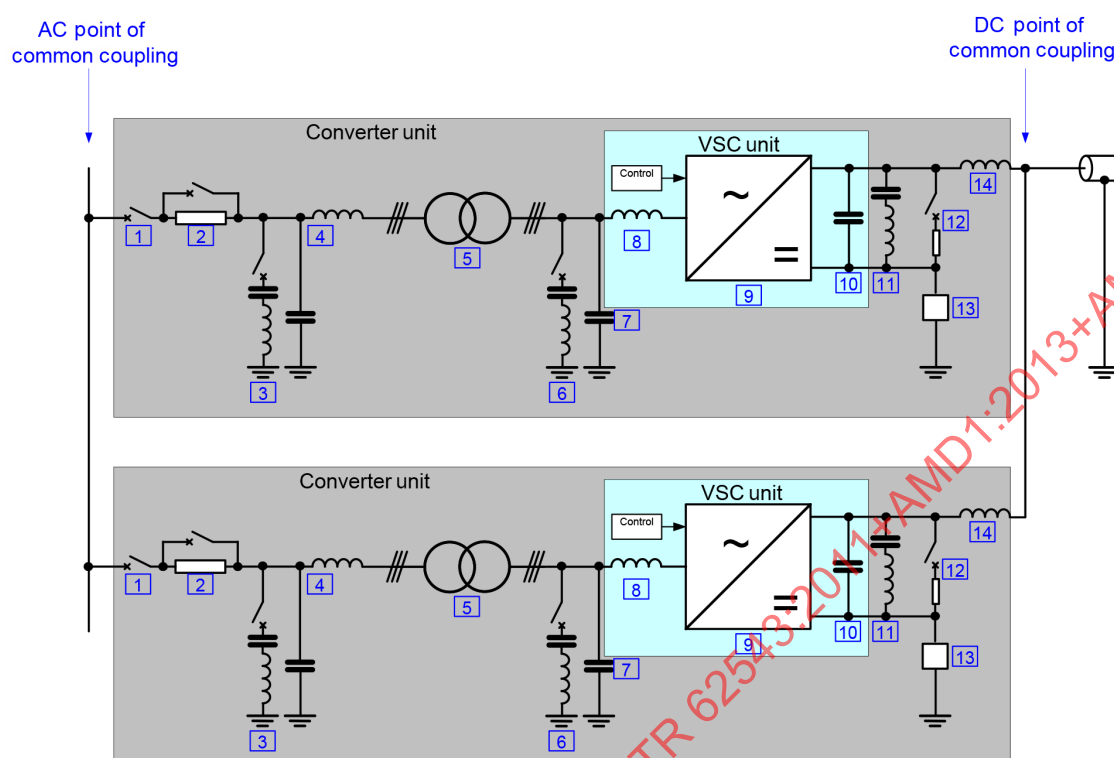 AC point of
common coupling
DC point of
common coupling
Converter unit
VSC unit
Control
1
2
3
4
5
6
7
8
9
10
11
12
13
14
Converter unit
VSC unit
Control
1
2
3
4
5
6
7
8
9
10
11
12
13
14
TR 62543:2011+AMD1:2013+AM